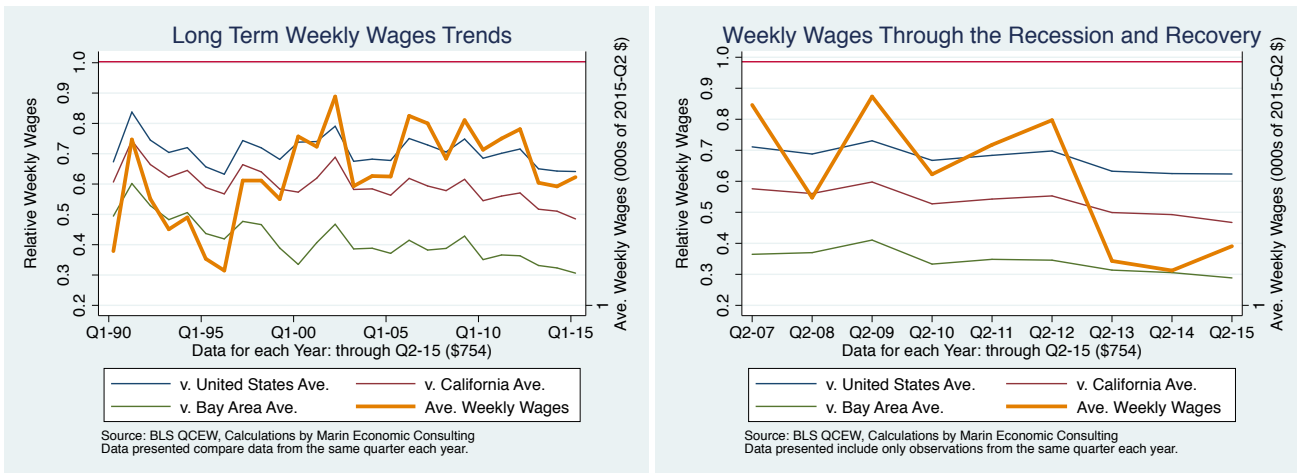 Long Term Weekly Wages Trends
Relative Weekly Wages
1.0
0.9
0.8
0.7
0.6
0.5
0.4
0.3
0.2
1
Ave. Weekly Wages (000s of 2015-Q2 $)
Q1-90 Q1-95 Q1-00 Q1-05 Q1-10 Q1-15
Data for each Year: through Q2-15 ($754)
v. United States Ave. v. California Ave.
v. Bay Area Ave. Ave. Weekly Wages
Source: BLS QCEW, Calculations by Marin Economic Consulting
Data presented compare data from the same quarter each year.
Weekly Wages Through the Recession and Recovery
Relative Weekly Wages
1.0
0.9
0.8
0.7
0.6
0.5
0.4
0.3
0.2
1
Ave. Weekly Wages (000s of 2015-Q2 $)
Q2-07 Q2-08 Q2-09 Q2-10 Q2-11 Q2-12 Q2-13 Q2-14 Q2-15
Data for each Year: through Q2-15 ($754)
v. United States Ave. v. California Ave.
v. Bay Area Ave. Ave. Weekly Wages
Source: BLS QCEW, Calculations by Marin Economic Consulting
Data presented include only observations from the same quarter each year.